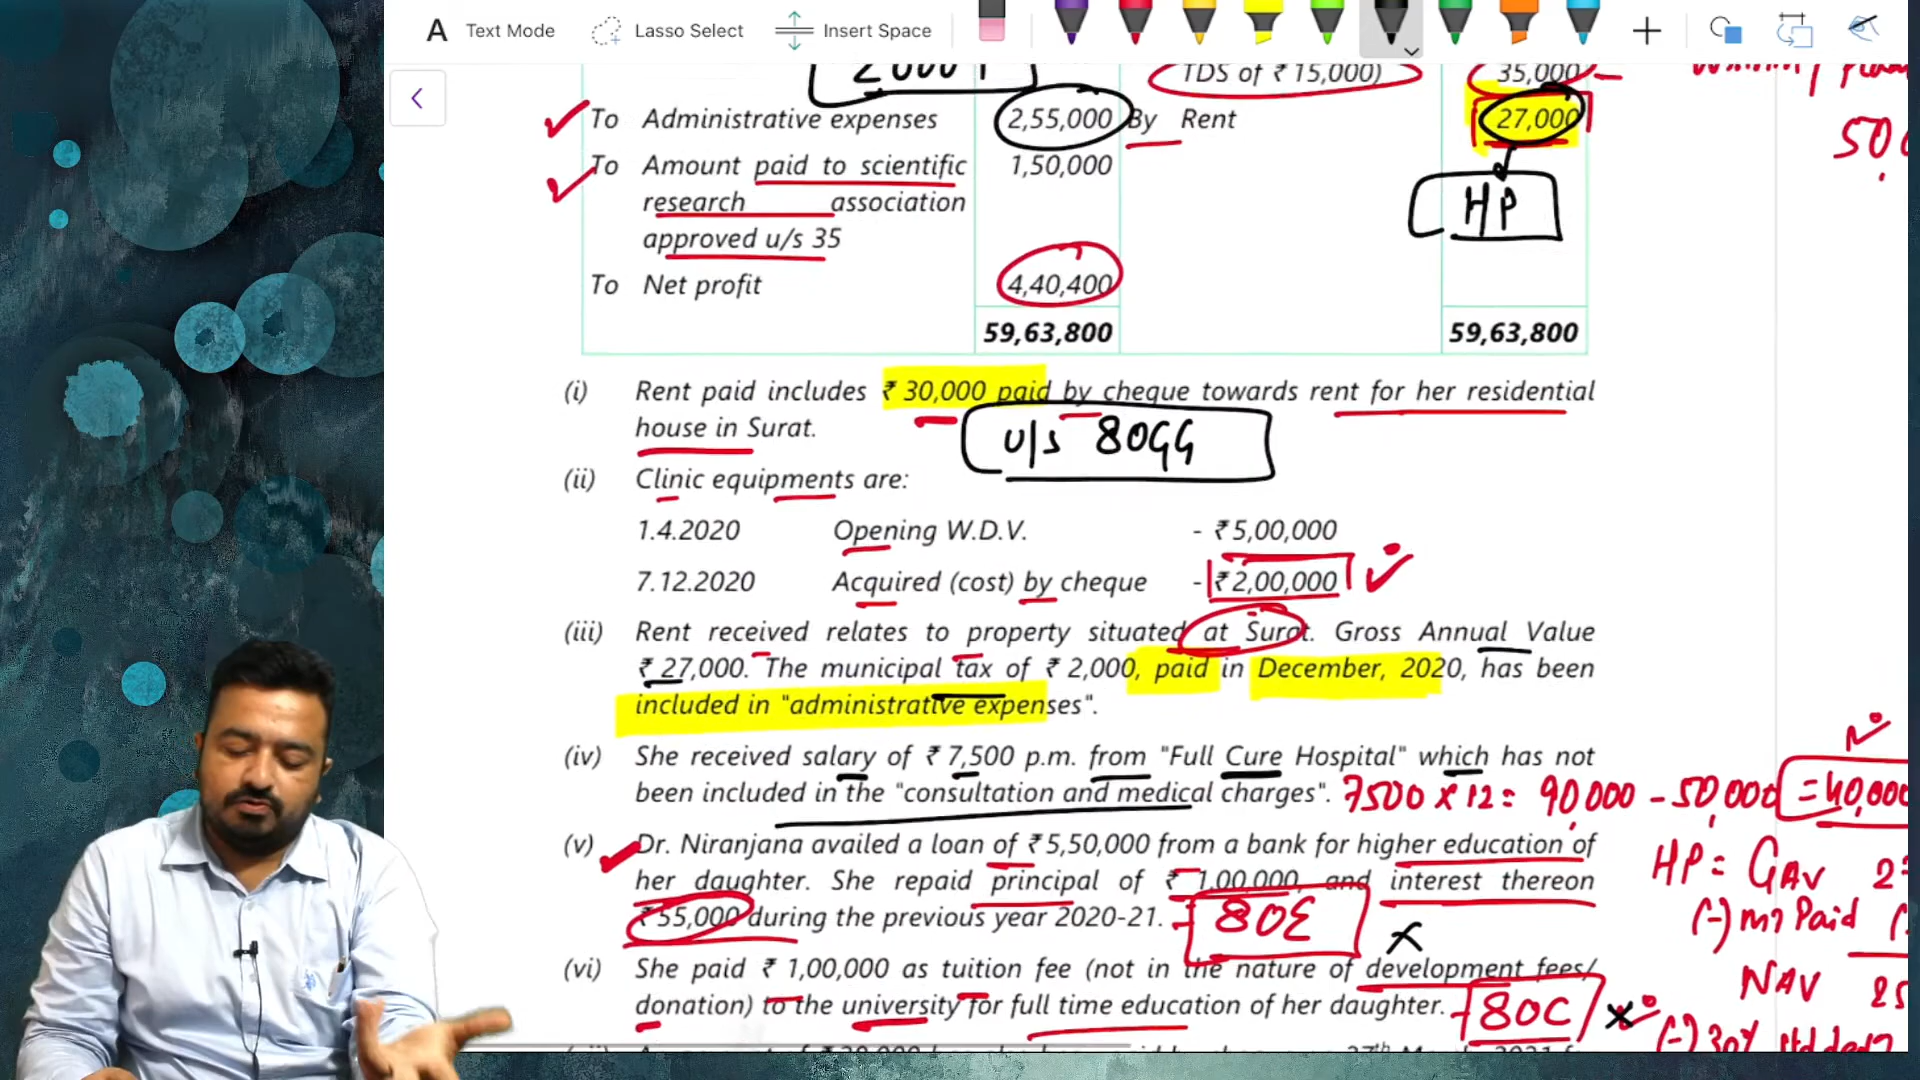 A Text Mode Lasso Select Insert Space
TDS of ₹ 15,000) 35,000
To Administrative expenses 2,55,000 By Rent 27,000
50
To Amount paid to scientific 1,50,000
research association
HP
approved u/s 35
To Net profit 4,40,400
59,63,800 59,63,800
(i) Rent paid includes ₹ 30,000 paid by cheque towards rent for her residential
house in Surat.
u/s 80GG
(ii) Clinic equipments are:
1.4.2020 Opening W.D.V. - ₹ 5,00,000
7.12.2020 Acquired (cost) by cheque - ₹ 2,00,000
(iii) Rent received relates to property situated at Surat. Gross Annual Value
₹ 27,000. The municipal tax of ₹ 2,000, paid in December, 2020, has been
included in "administrative expenses".
(iv) She received salary of ₹ 7,500 p.m. from "Full Cure Hospital" which has not
been included in the "consultation and medical charges". 7500 x 12 = 90,000 - 50,000 = 40,000
(v) Dr. Niranjana availed a loan of ₹ 5,50,000 from a bank for higher education of
HP = GAV
her daughter. She repaid principal of ₹ 1,00,000, and interest thereon
₹ 55,000 during the previous year 2020-21. 80E
(-) MT Paid
(vi) She paid ₹ 1,00,000 as tuition fee (not in the nature of development fees/
NAV 25
donation) to the university for full time education of her daughter. 80C
(-) 30% std ded